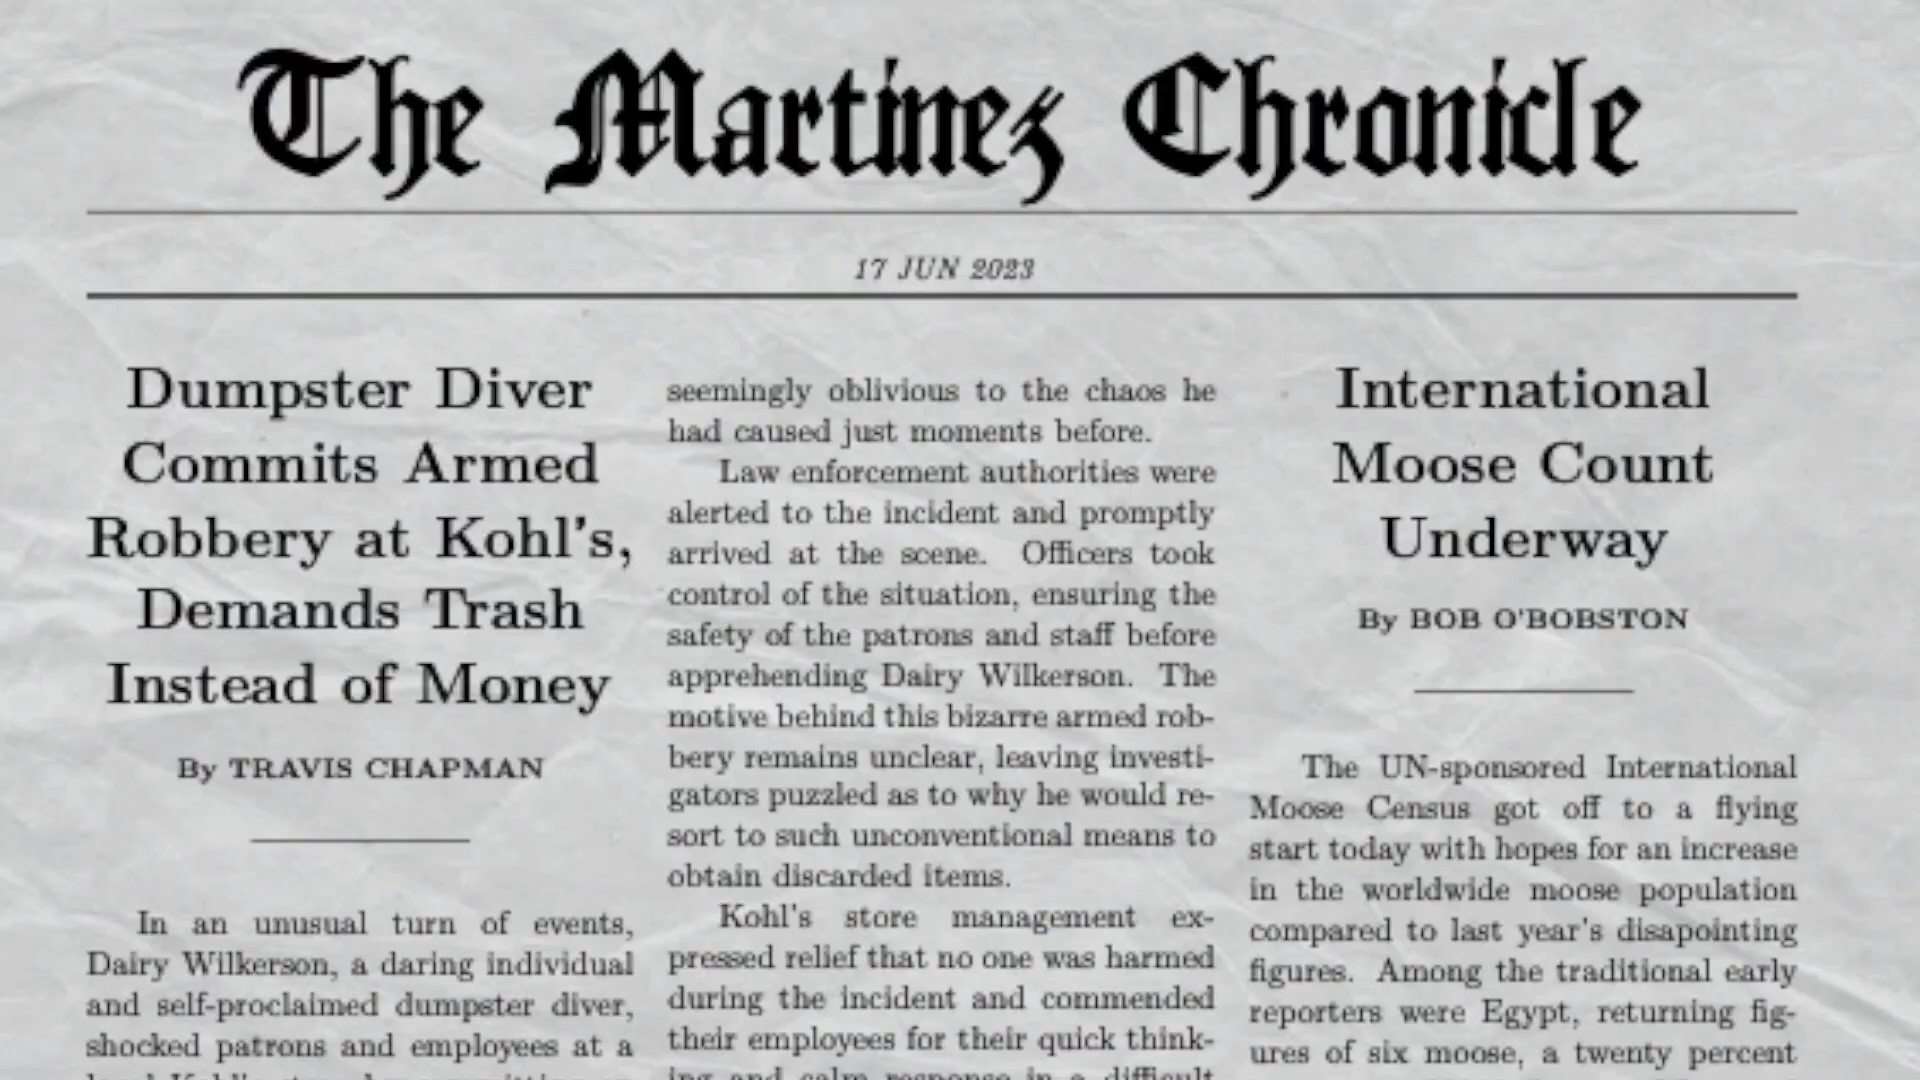 The Martinez Chronicle
17 JUN 2023
Dumpster Diver
Commits Armed
Robbery at Kohl's,
Demands Trash
Instead of Money
By TRAVIS CHAPMAN
In an unusual turn of events,
Dairy Wilkerson, a daring individual
and self-proclaimed dumpster diver,
shocked patrons and employees at a
seemingly oblivious to the chaos he
had caused just moments before.
Law enforcement authorities were
alerted to the incident and promptly
arrived at the scene. Officers took
control of the situation, ensuring the
safety of the patrons and staff before
apprehending Dairy Wilkerson. The
motive behind this bizarre armed rob-
bery remains unclear, leaving investi-
gators puzzled as to why he would re-
sort to such unconventional means to
obtain discarded items.
Kohl's store management ex-
pressed relief that no one was harmed
during the incident and commended
their employees for their quick think-
ing and calm response in a difficult
International
Moose Count
Underway
By BOB O'BOBSTON
The UN-sponsored International
Moose Census got off to a flying
start today with hopes for an increase
in the worldwide moose population
compared to last year's disapointing
figures. Among the traditional early
reporters were Egypt, returning fig-
ures of six moose, a twenty percent